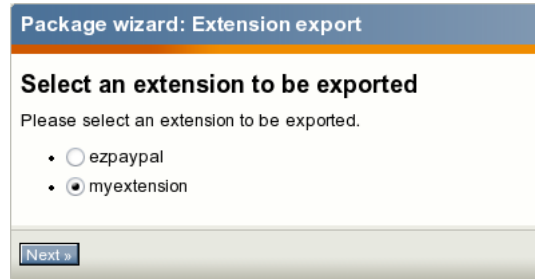 Package wizard: Extension export
Select an extension to be exported
Please select an extension to be exported.
ezpaypal
myextension
Next »